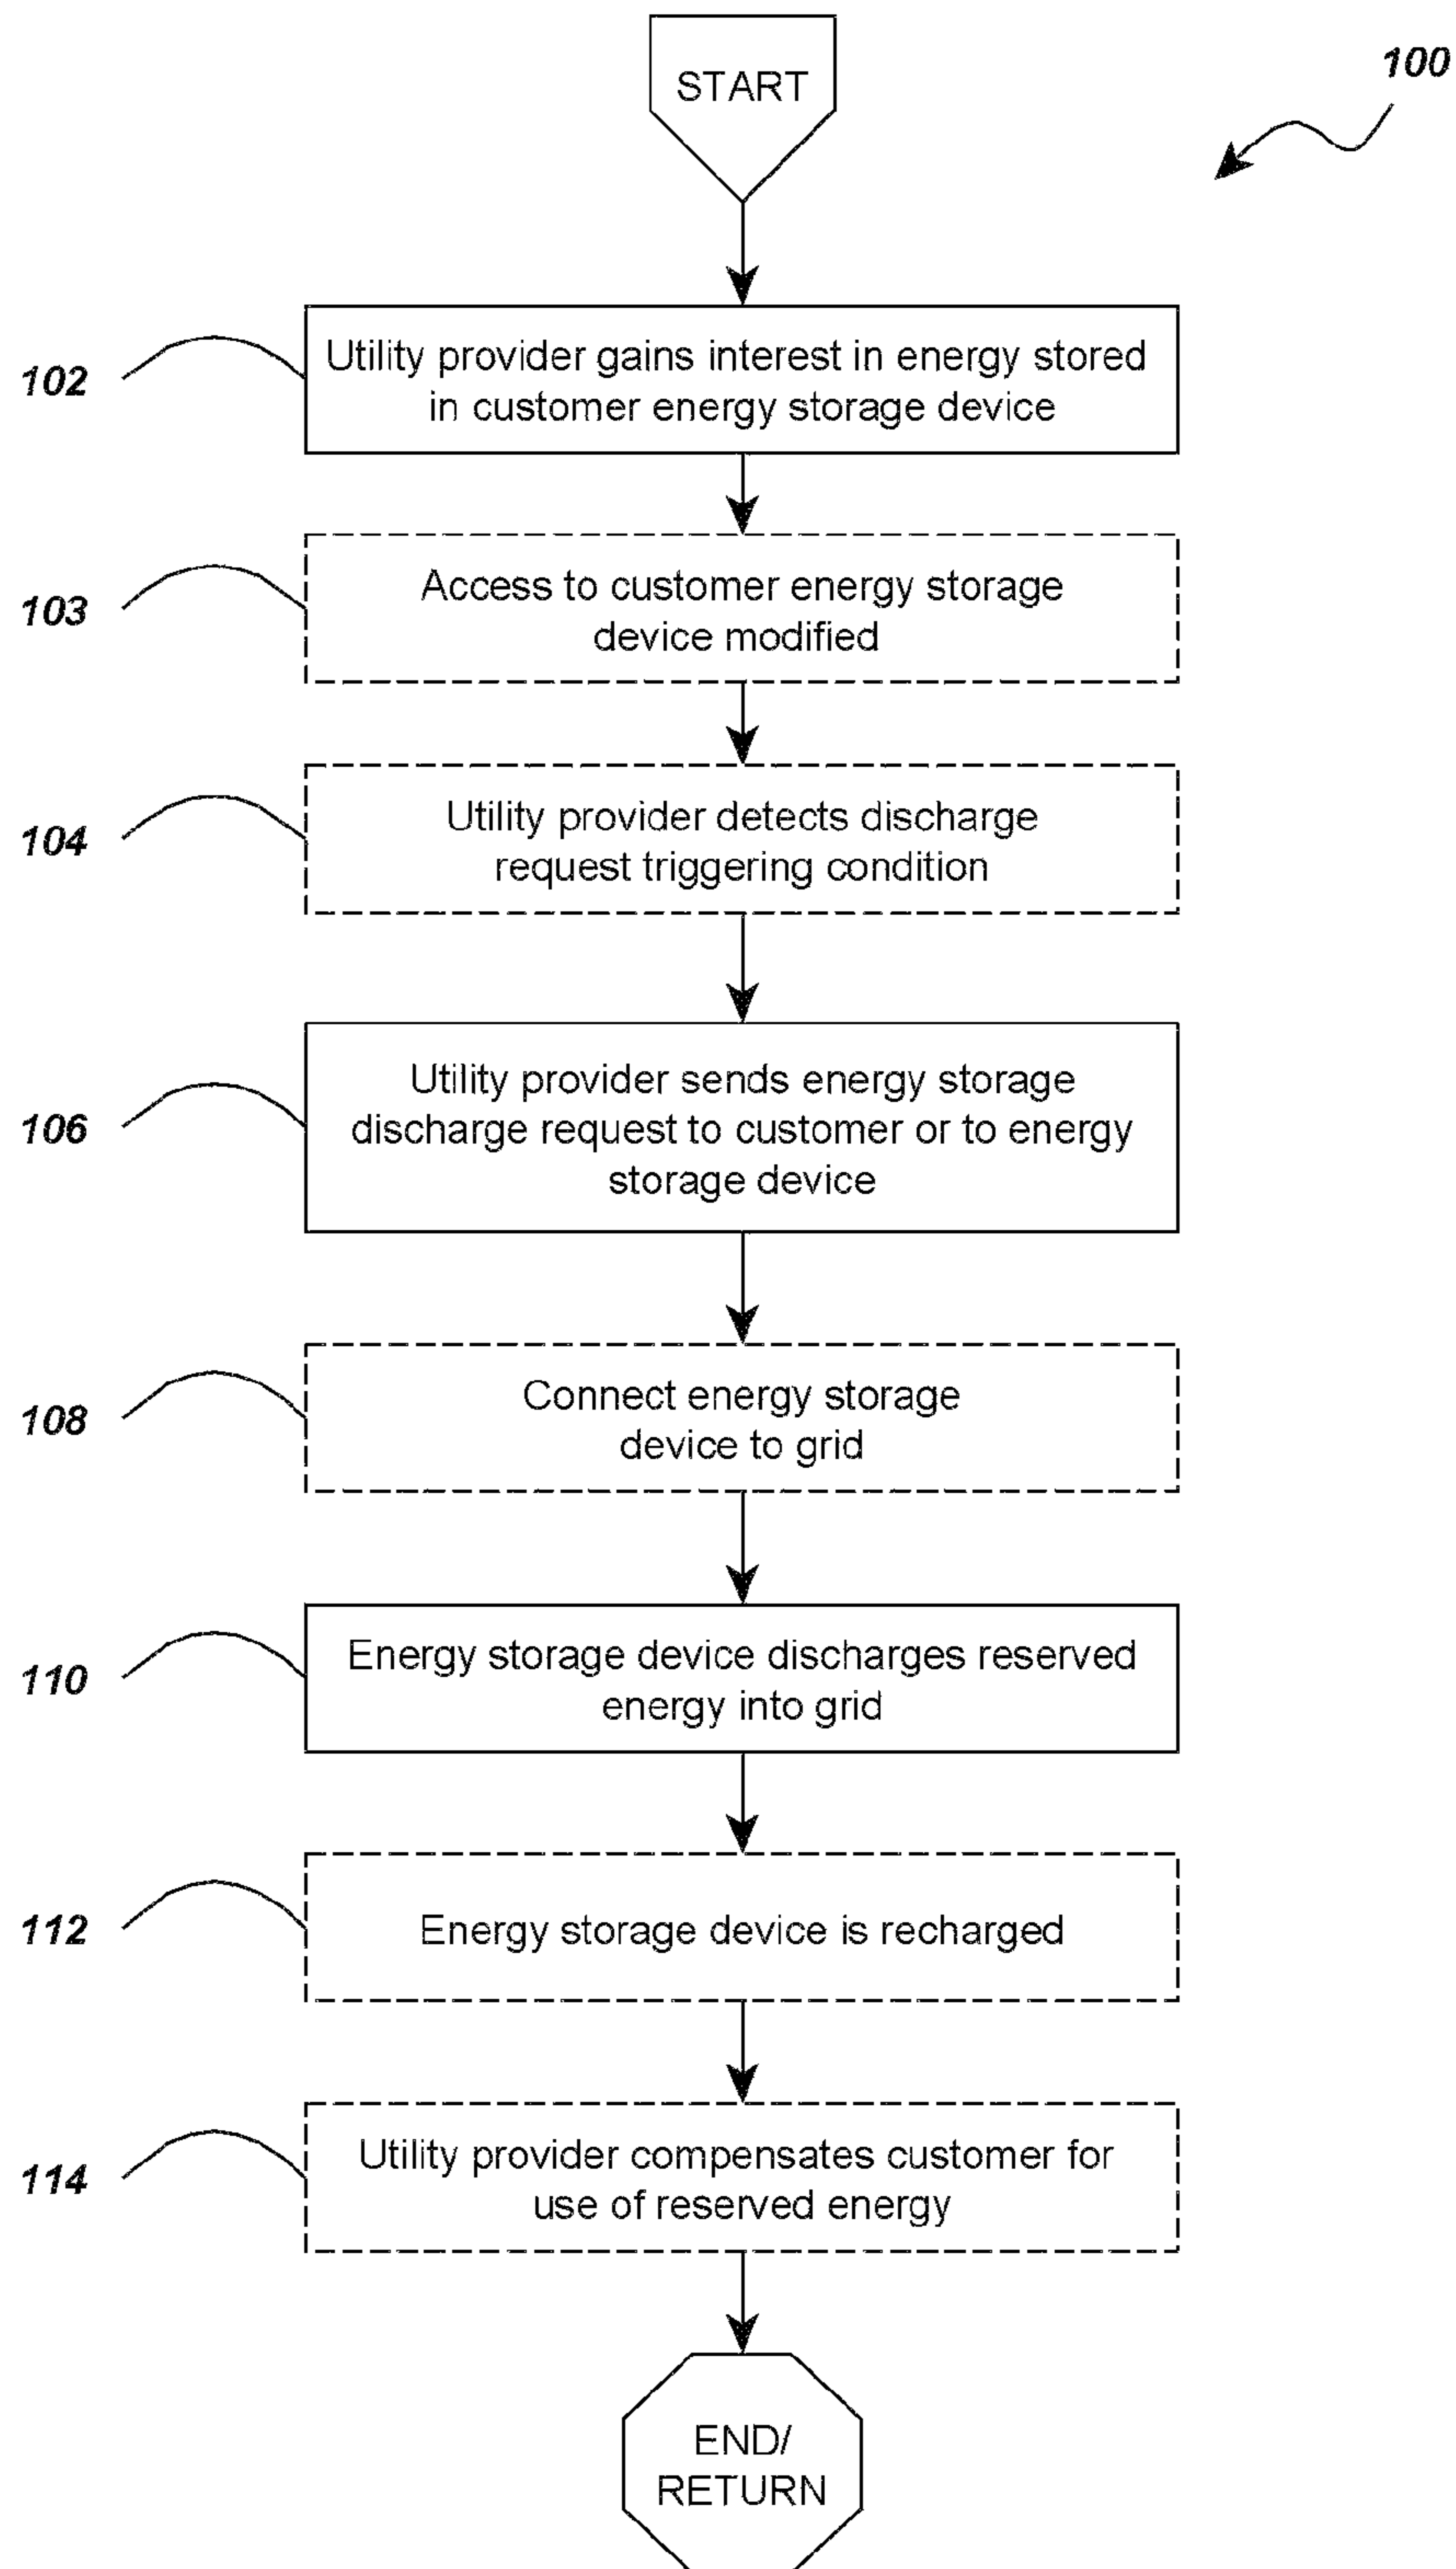 START
100
102
Utility provider gains interest in energy stored
in customer energy storage device
103
Access to customer energy storage
device modified
104
Utility provider detects discharge
request triggering condition
106
Utility provider sends energy storage
discharge request to customer or to energy
storage device
108
Connect energy storage
device to grid
110
Energy storage device discharges reserved
energy into grid
112
Energy storage device is recharged
114
Utility provider compensates customer for
use of reserved energy
END/
RETURN